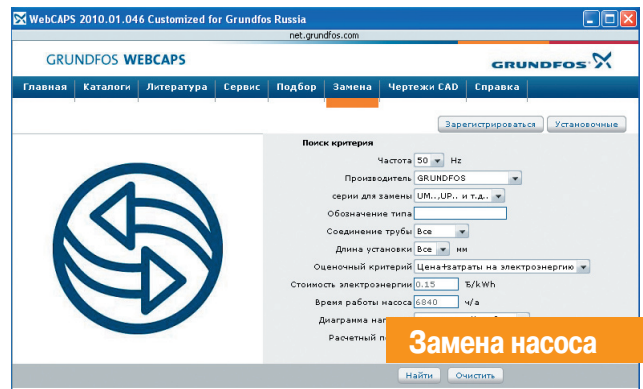 WebCAPS 2010.01.046 Customized for Grundfos Russia
net.grundfos.com
GRUNDFOS WEBCAPS
GRUNDFOS
Главная Каталоги Литература Сервис Подбор Замена Чертежи CAD Справка
Зарегистрироваться Установочные
Поиск критерия
Частота 50 Hz
Производитель GRUNDFOS
серии для замены UM..,UP.. и т.д..
Обозначение типа
Соединение трубы Все
Длина установки Все мм
Оценочный критерий Цена+затраты на электроэнергию
Стоимость электроэнергии 0.15 Ђ/kWh
Время работы насоса 6840 ч/а
Диаграмма
Расчетный
Замена насоса
Найти Очистить